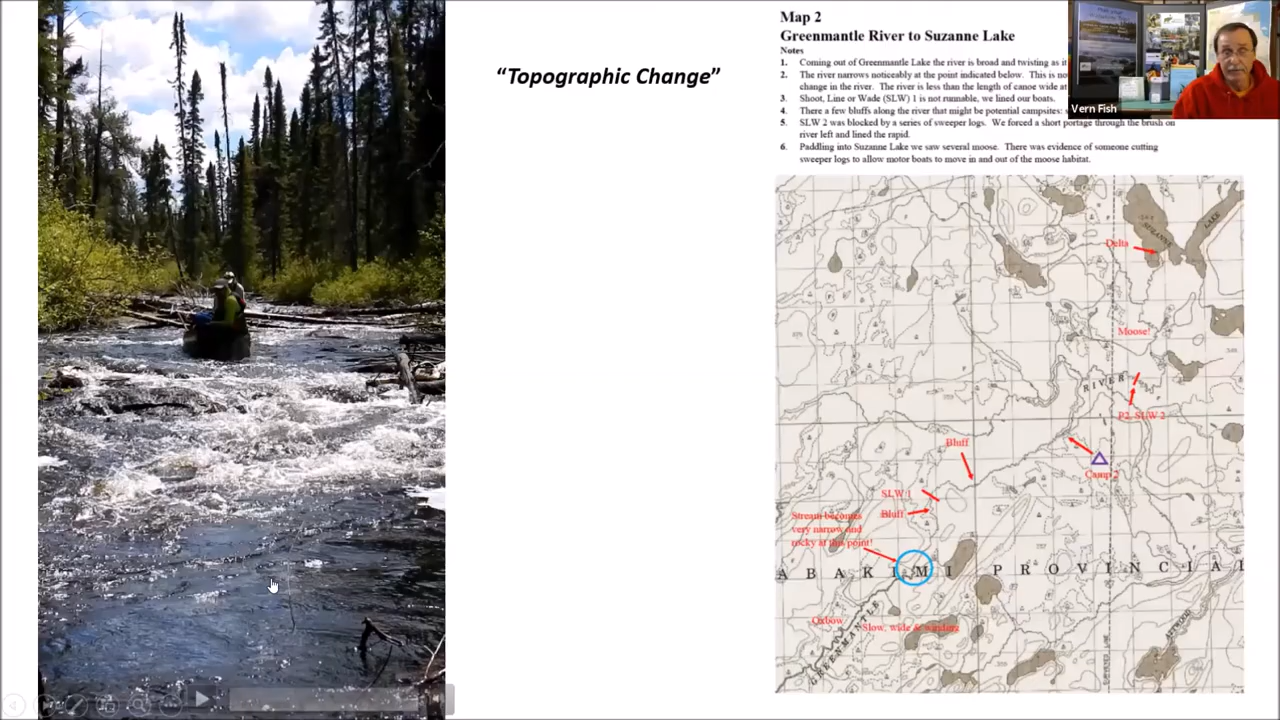 “Topographic Change”
Map 2
Greenmantle River to Suzanne Lake
Notes
1. Coming out of Greenmantle Lake the river is broad and twisting as it
2. The river narrows noticeably at the point indicated below. This is no
change in the river. The river is less than the length of canoe wide at
3. Shoot, Line or Wade (SLW) 1 is not runnable, we lined our boats.
4. There a few bluffs along the river that might be potential campsites:
5. SLW 2 was blocked by a series of sweeper logs. We forced a short portage through the brush on
river left and lined the rapid.
6. Paddling into Suzanne Lake we saw several moose. There was evidence of someone cutting
sweeper logs to allow motor boats to move in and out of the moose habitat.
Vern Fish
SUZANNE LAKE
Delta
Moose!
RIVER
P2, SLW 2
Bluff
Camp 2
SLW 1
Bluff
Stream becomes
very narrow and
rocky at this point!
ABAKIMI PROVINCIAL
Oxbow
Slow, wide & winding
GREENMANTLE